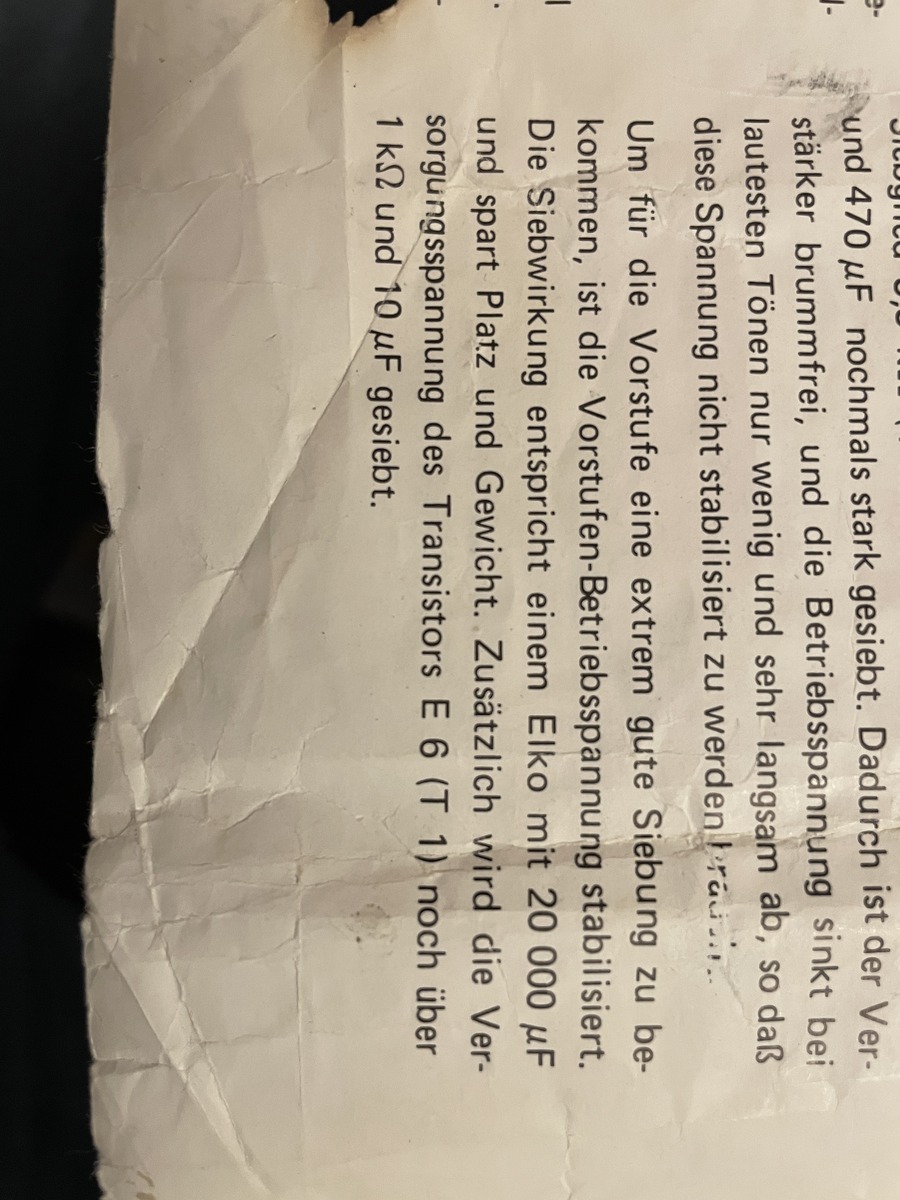 und 470 µF nochmals stark gesiebt. Dadurch ist der Ver-
stärker brummfrei, und die Betriebsspannung sinkt bei
lautesten Tönen nur wenig und sehr langsam ab, so daß
diese Spannung nicht stabilisiert zu werden
Um für die Vorstufe eine extrem gute Siebung zu be-
kommen, ist die Vorstufen-Betriebsspannung stabilisiert.
Die Siebwirkung entspricht einem Elko mit 20 000 µF
und spart Platz und Gewicht. Zusätzlich wird die Ver-
sorgungsspannung des Transistors E 6 (T 1) noch über
1 kΩ und 10 µF gesiebt.